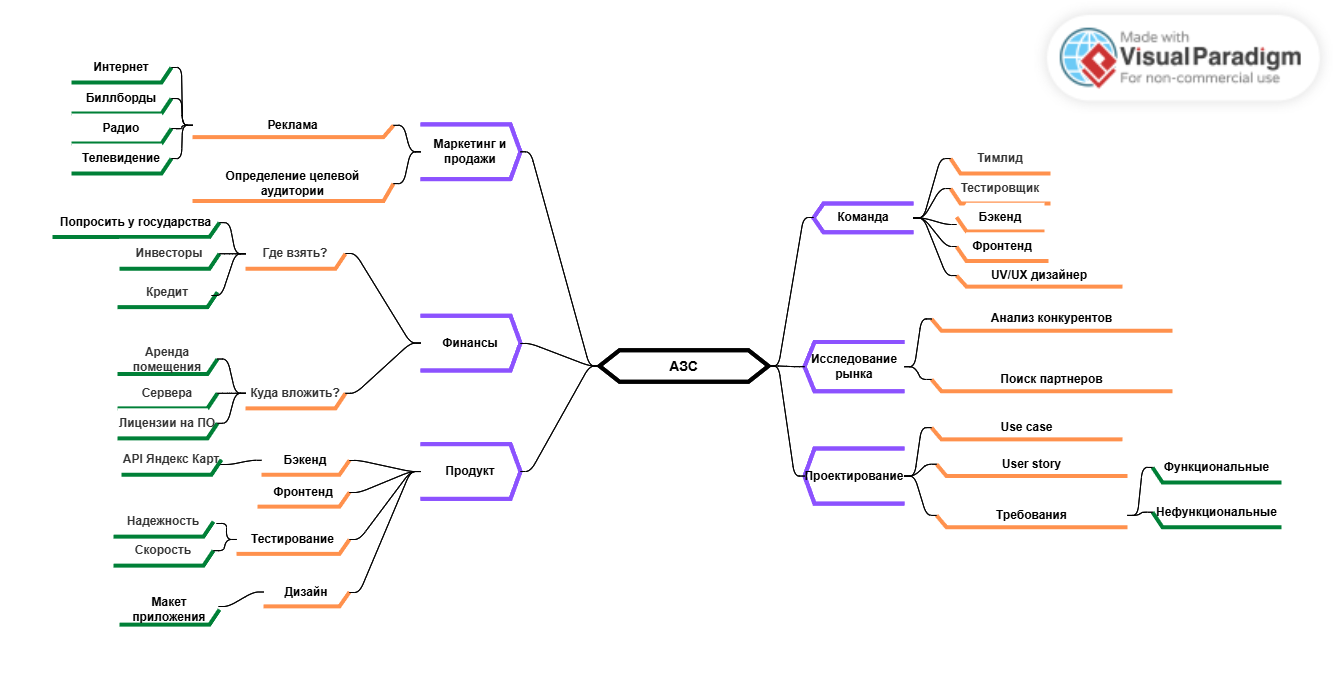 Made with
Visual Paradigm
For non-commercial use
Интернет
Биллборды
Радио
Телевидение
Реклама
Определение целевой
аудитории
Маркетинг и
продажи
Попросить у государства
Инвесторы
Кредит
Где взять?
Аренда
помещения
Сервера
Лицензии на ПО
Куда вложить?
Финансы
API Яндекс Карт
Бэкенд
Фронтенд
Надежность
Скорость
Тестирование
Макет
приложения
Дизайн
Продукт
АЗС
Команда
Тимлид
Тестировщик
Бэкенд
Фронтенд
UV/UX дизайнер
Исследование
рынка
Анализ конкурентов
Поиск партнеров
Проектирование
Use case
User story
Требования
Функциональные
Нефункциональные